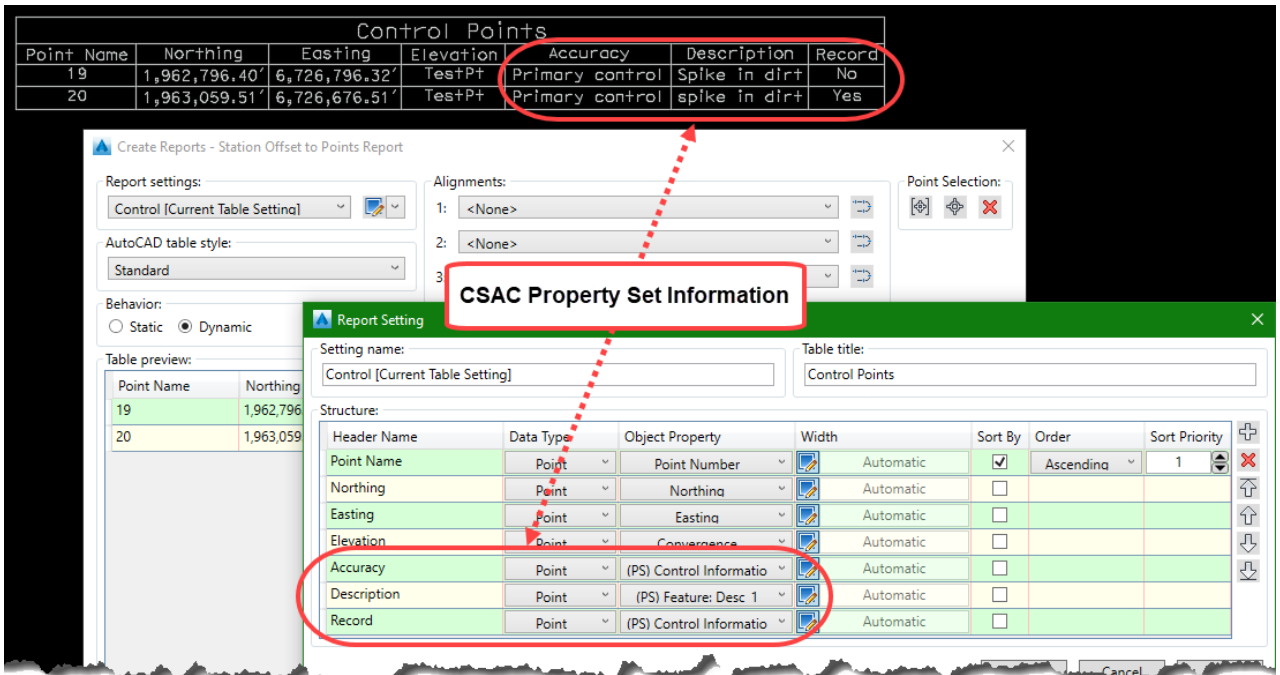 Control Points
Point Name Northing Easting Elevation Accuracy Description Record
19 1,962,796.40' 6,726,796.32' TestPt Primary control Spike in dirt No
20 1,963,059.51' 6,726,676.51' TestPt Primary control spike in dirt Yes
Create Reports - Station Offset to Points Report
Report settings: Alignments: Point Selection:
Control [Current Table Setting] 1: <None>
AutoCAD table style: 2: <None>
Standard 3:
CSAC Property Set Information
Behavior:
Static Dynamic
Table preview:
Point Name Northing
19 1,962,796
20 1,963,059
Report Setting
Setting name: Table title:
Control [Current Table Setting] Control Points
Structure:
Header Name Data Type Object Property Width Sort By Order Sort Priority
Point Name Point Point Number Automatic Ascending 1
Northing Point Northing Automatic
Easting Point Easting Automatic
Elevation Point Convergence Automatic
Accuracy Point (PS) Control Informatio Automatic
Description Point (PS) Feature: Desc 1 Automatic
Record Point (PS) Control Informatio Automatic
Cancel